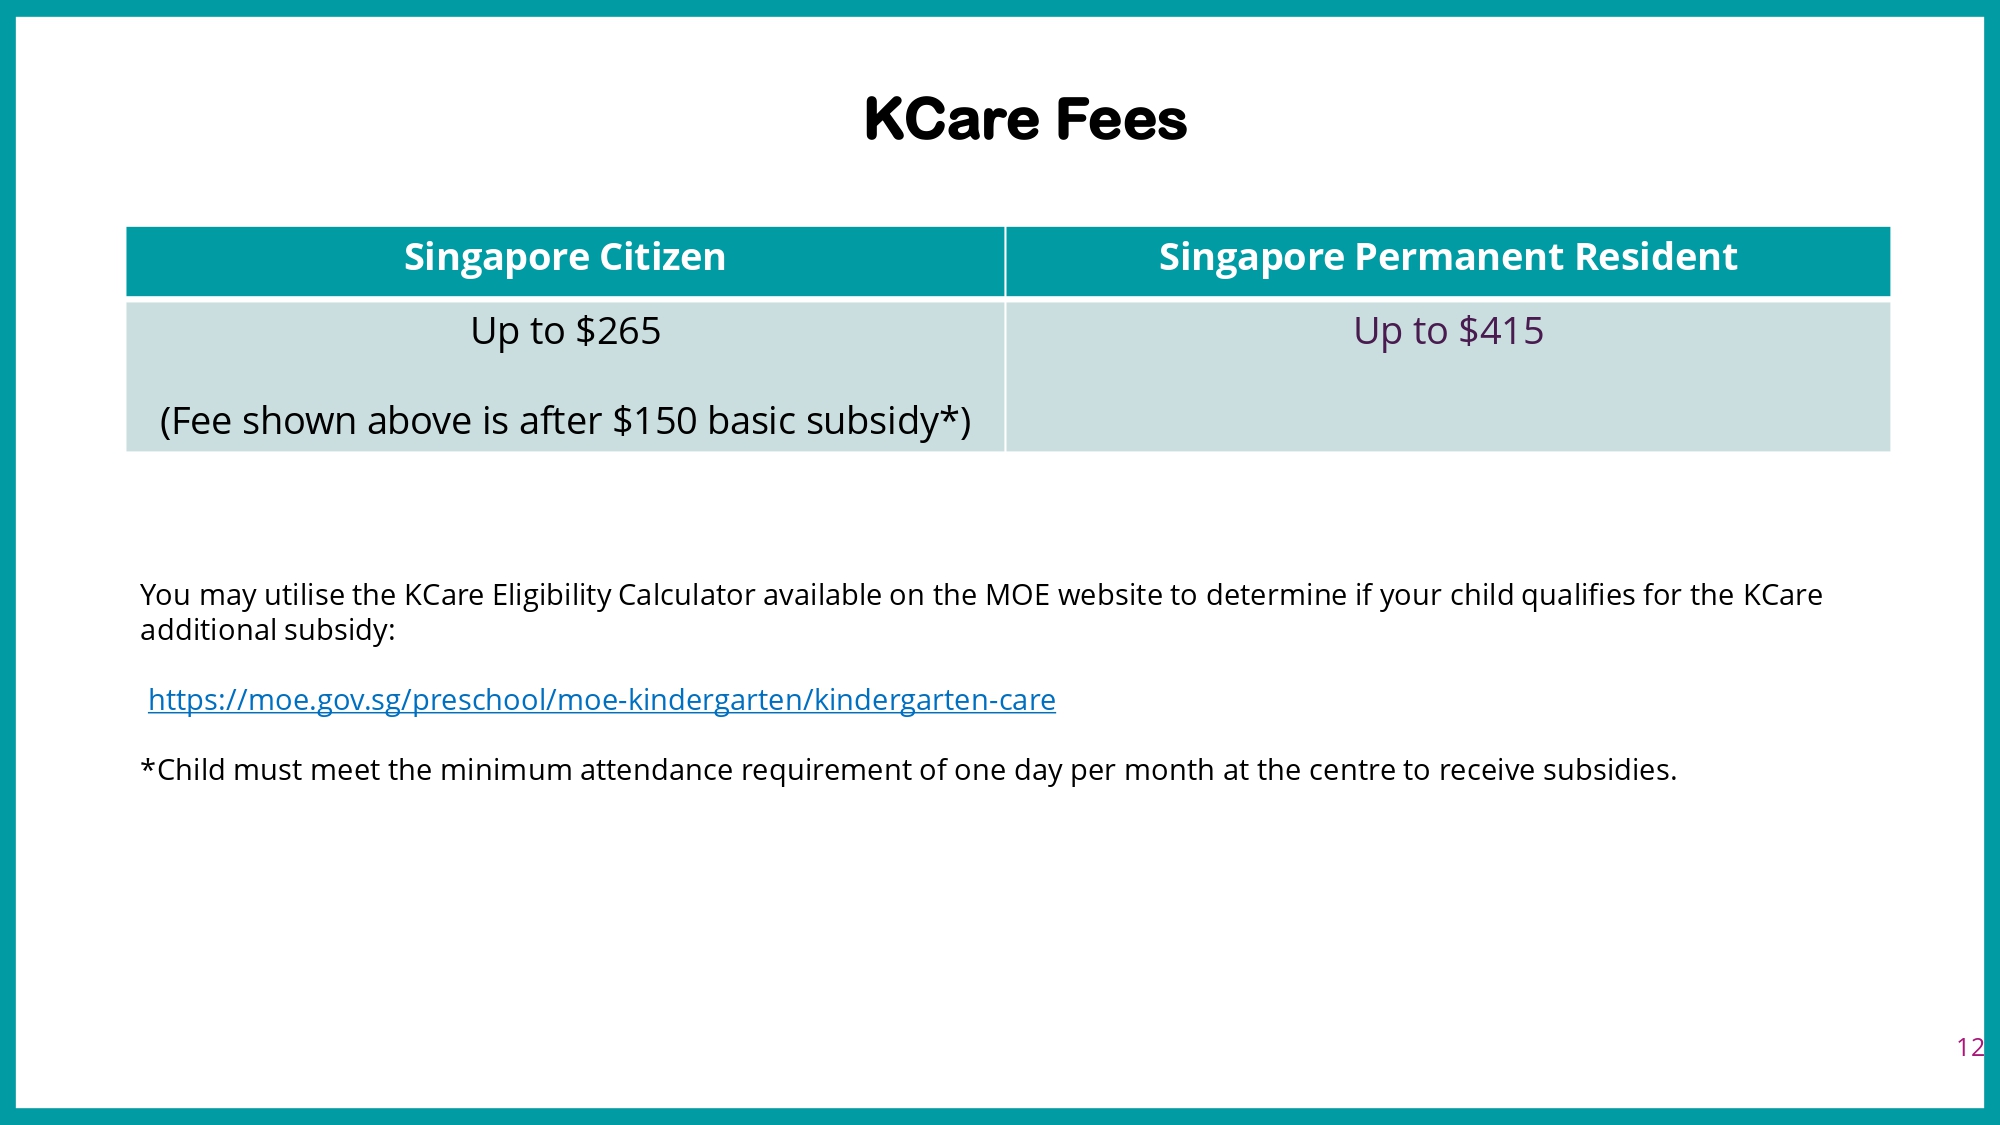 KCare Fees
Singapore Citizen
Singapore Permanent Resident
Up to $265
(Fee shown above is after $150 basic subsidy*)
Up to $415
You may utilise the KCare Eligibility Calculator available on the MOE website to determine if your child qualifies for the KCare
additional subsidy:
https://moe.gov.sg/preschool/moe-kindergarten/kindergarten-care
*Child must meet the minimum attendance requirement of one day per month at the centre to receive subsidies.
12